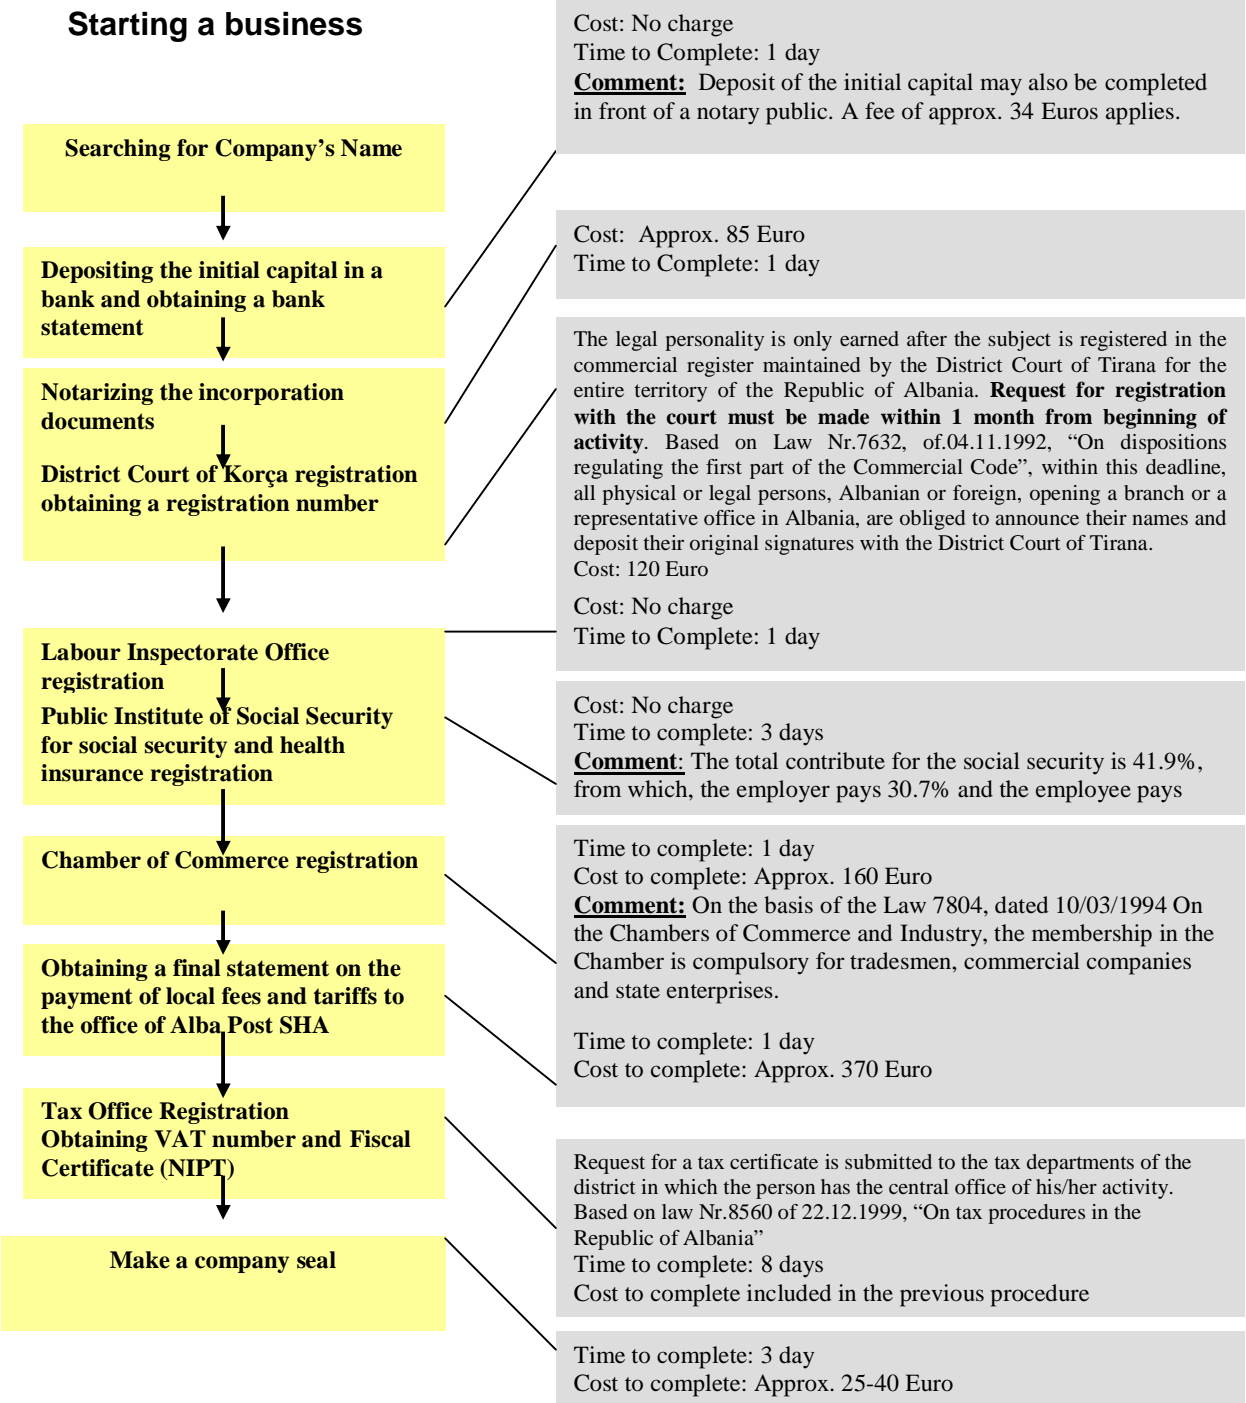 Starting a business
Searching for Company’s Name
Depositing the initial capital in a
bank and obtaining a bank
statement
Notarizing the incorporation
documents
District Court of Korça registration
obtaining a registration number
Labour Inspectorate Office
registration
Public Institute of Social Security
for social security and health
insurance registration
Chamber of Commerce registration
Obtaining a final statement on the
payment of local fees and tariffs to
the office of Alba Post SHA
Tax Office Registration
Obtaining VAT number and Fiscal
Certificate (NIPT)
Make a company seal
Cost: No charge
Time to Complete: 1 day
Comment: Deposit of the initial capital may also be completed
in front of a notary public. A fee of approx. 34 Euros applies.
Cost: Approx. 85 Euro
Time to Complete: 1 day
The legal personality is only earned after the subject is registered in the
commercial register maintained by the District Court of Tirana for the
entire territory of the Republic of Albania. Request for registration
with the court must be made within 1 month from beginning of
activity. Based on Law Nr.7632, of.04.11.1992, “On dispositions
regulating the first part of the Commercial Code”, within this deadline,
all physical or legal persons, Albanian or foreign, opening a branch or a
representative office in Albania, are obliged to announce their names and
deposit their original signatures with the District Court of Tirana.
Cost: 120 Euro
Cost: No charge
Time to Complete: 1 day
Cost: No charge
Time to complete: 3 days
Comment: The total contribute for the social security is 41.9%,
from which, the employer pays 30.7% and the employee pays
Time to complete: 1 day
Cost to complete: Approx. 160 Euro
Comment: On the basis of the Law 7804, dated 10/03/1994 On
the Chambers of Commerce and Industry, the membership in the
Chamber is compulsory for tradesmen, commercial companies
and state enterprises.
Time to complete: 1 day
Cost to complete: Approx. 370 Euro
Request for a tax certificate is submitted to the tax departments of the
district in which the person has the central office of his/her activity.
Based on law Nr.8560 of 22.12.1999, “On tax procedures in the
Republic of Albania”
Time to complete: 8 days
Cost to complete included in the previous procedure
Time to complete: 3 day
Cost to complete: Approx. 25-40 Euro